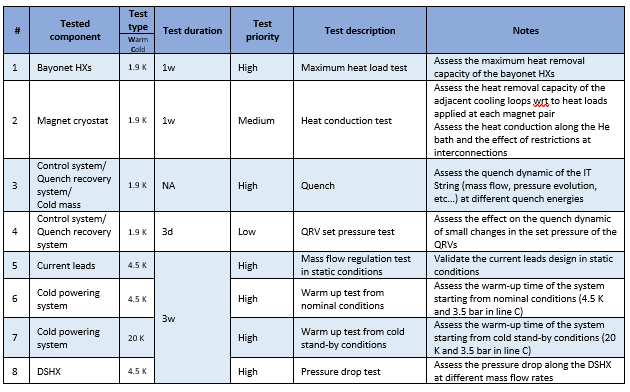 #
Tested component
Test type
Warm
Cold
Test duration
Test priority
Test description
Notes
1
Bayonet HXs
1.9 K
1w
High
Maximum heat load test
Assess the maximum heat removal
capacity of the bayonet HXs
2
Magnet cryostat
1.9 K
1w
Medium
Heat conduction test
Assess the heat removal capacity of the
adjacent cooling loops wrt to heat loads
applied at each magnet pair
Assess the heat conduction along the He
bath and the effect of restrictions at
interconnections
3
Control system/
Quench recovery
system/
Cold mass
1.9 K
NA
High
Quench
Assess the quench dynamic of the IT
String (mass flow, pressure evolution,
etc...) at different quench energies
4
Control system/
Quench recovery
system
1.9 K
3d
Low
QRV set pressure test
Assess the effect on the quench dynamic
of small changes in the set pressure of the
QRVs
5
Current leads
4.5 K
3w
High
Mass flow regulation test
in static conditions
Validate the current leads design in static
conditions
6
Cold powering
system
4.5 K
High
Warm up test from
nominal conditions
Assess the warm-up time of the system
starting from nominal conditions (4.5 K
and 3.5 bar in line C)
7
Cold powering
system
20 K
High
Warm up test from cold
stand-by conditions
Assess the warm-up time of the system
starting from cold stand-by conditions (20
K and 3.5 bar in line C)
8
DSHX
4.5 K
High
Pressure drop test
Assess the pressure drop along the DSHX
at different mass flow rates